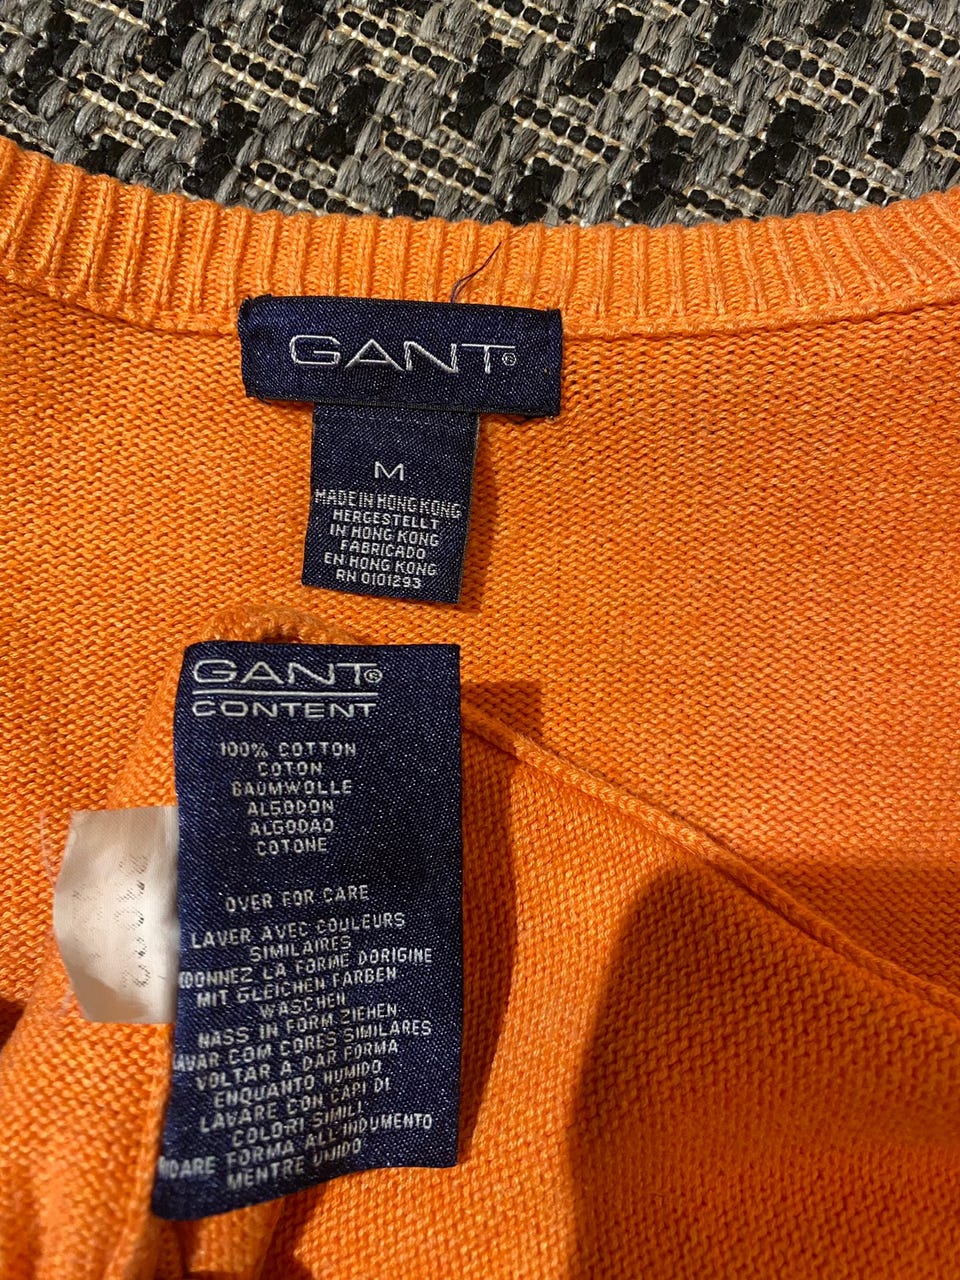 GANT®
M
MADE IN HONG KONG
HERGESTELLT
IN HONG KONG
FABRICADO
EN HONG KONG
RN 0101293
GANT®
CONTENT
100% COTTON
COTON
BAUMWOLLE
ALGODON
ALGODAO
COTONE
OVER FOR CARE
LAVER AVEC COULEURS
SIMILAIRES
EDONNEZ LA FORME DORIGINE
MIT GLEICHEN FARBEN
WASCHEN
NASS IN FORM ZIEHEN
AVAR COM CORES SIMILARES
VOLTAR A DAR FORMA
ENQUANTO HUMIDO
LAVARE CON CAPI DI
COLORI SIMILI
RIDARE FORMA ALL INDUMENTO
MENTRE UMIDO